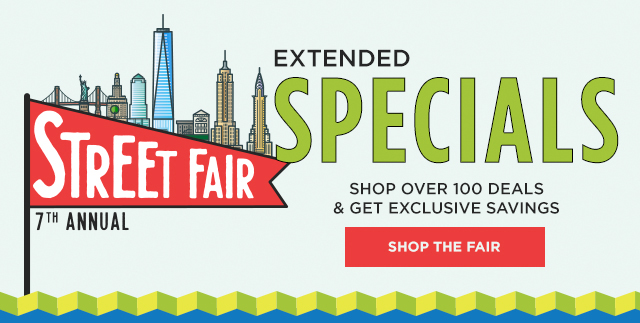 STREET FAIR
7TH ANNUAL
EXTENDED
SPECIALS
SHOP OVER 100 DEALS
& GET EXCLUSIVE SAVINGS
SHOP THE FAIR